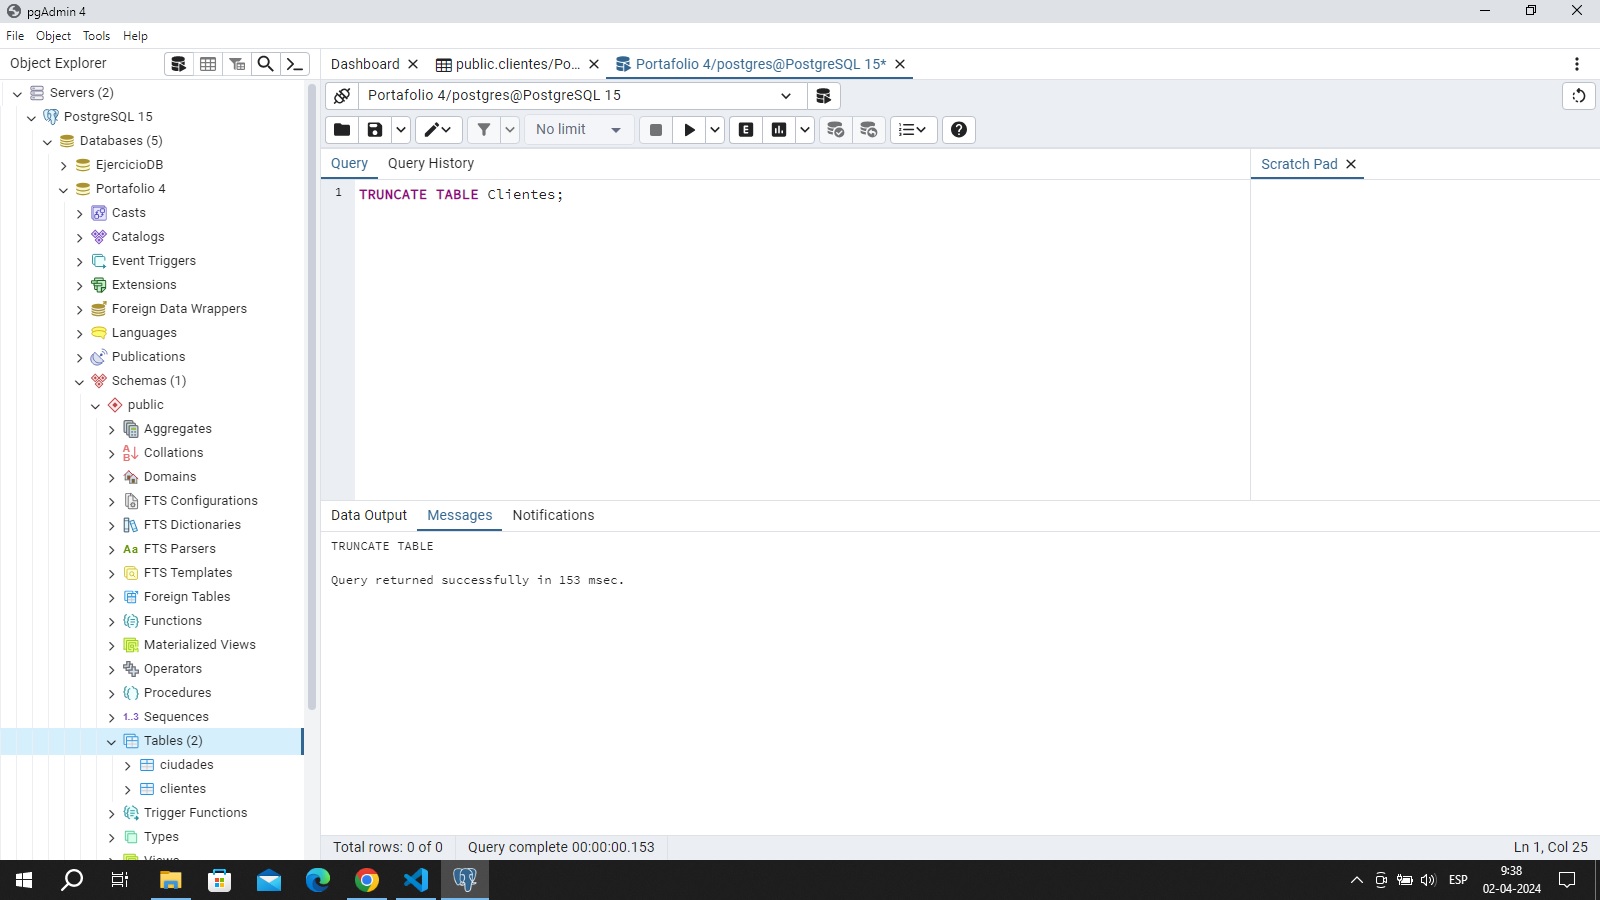 pgAdmin 4
File Object Tools Help
Object Explorer
Dashboard
public.clientes/Po...
Portafolio 4/postgres@PostgreSQL 15*
Servers (2)
PostgreSQL 15
Databases (5)
EjercicioDB
Portafolio 4
Casts
Catalogs
Event Triggers
Extensions
Foreign Data Wrappers
Languages
Publications
Schemas (1)
public
Aggregates
Collations
Domains
FTS Configurations
FTS Dictionaries
Aa FTS Parsers
FTS Templates
Foreign Tables
Functions
Materialized Views
Operators
Procedures
1..3 Sequences
Tables (2)
ciudades
clientes
Trigger Functions
Types
Views
Portafolio 4/postgres@PostgreSQL 15
No limit
E
Query Query History
Scratch Pad
1 TRUNCATE TABLE Clientes;
Data Output Messages Notifications
TRUNCATE TABLE
Query returned successfully in 153 msec.
Total rows: 0 of 0 Query complete 00:00:00.153
Ln 1, Col 25
ESP
9:38
02-04-2024